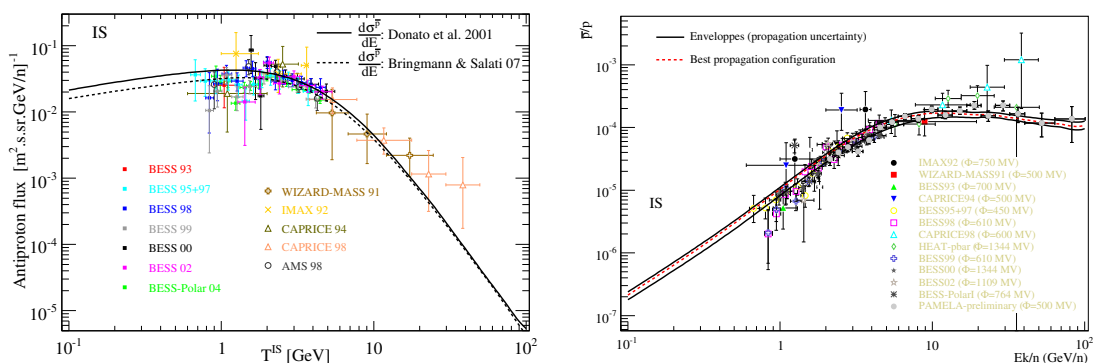 IS
dσ^p̄/dE: Donato et al. 2001
dσ^p̄/dE: Bringmann & Salati 07
Antiproton flux [m².s.sr.GeV/n)]⁻¹
10⁻¹
10⁻²
10⁻³
10⁻⁴
10⁻⁵
BESS 93
BESS 95+97
BESS 98
BESS 99
BESS 00
BESS 02
BESS-Polar 04
WIZARD-MASS 91
IMAX 92
CAPRICE 94
CAPRICE 98
AMS 98
10⁻¹ 1 10 10²
T^IS [GeV]
p̄/p
Enveloppes (propagation uncertainty)
Best propagation configuration
10⁻³
10⁻⁴
10⁻⁵
10⁻⁶
10⁻⁷
IS
IMAX92 (Φ=750 MV)
WIZARD-MASS91 (Φ=500 MV)
BESS93 (Φ=700 MV)
CAPRICE94 (Φ=500 MV)
BESS95+97 (Φ=450 MV)
BESS98 (Φ=610 MV)
CAPRICE98 (Φ=600 MV)
HEAT-pbar (Φ=1344 MV)
BESS99 (Φ=610 MV)
BESS00 (Φ=1344 MV)
BESS02 (Φ=1109 MV)
BESS-PolarI (Φ=764 MV)
PAMELA-preliminary (Φ=500 MV)
10⁻¹ 1 10 10²
Ek/n (GeV/n)